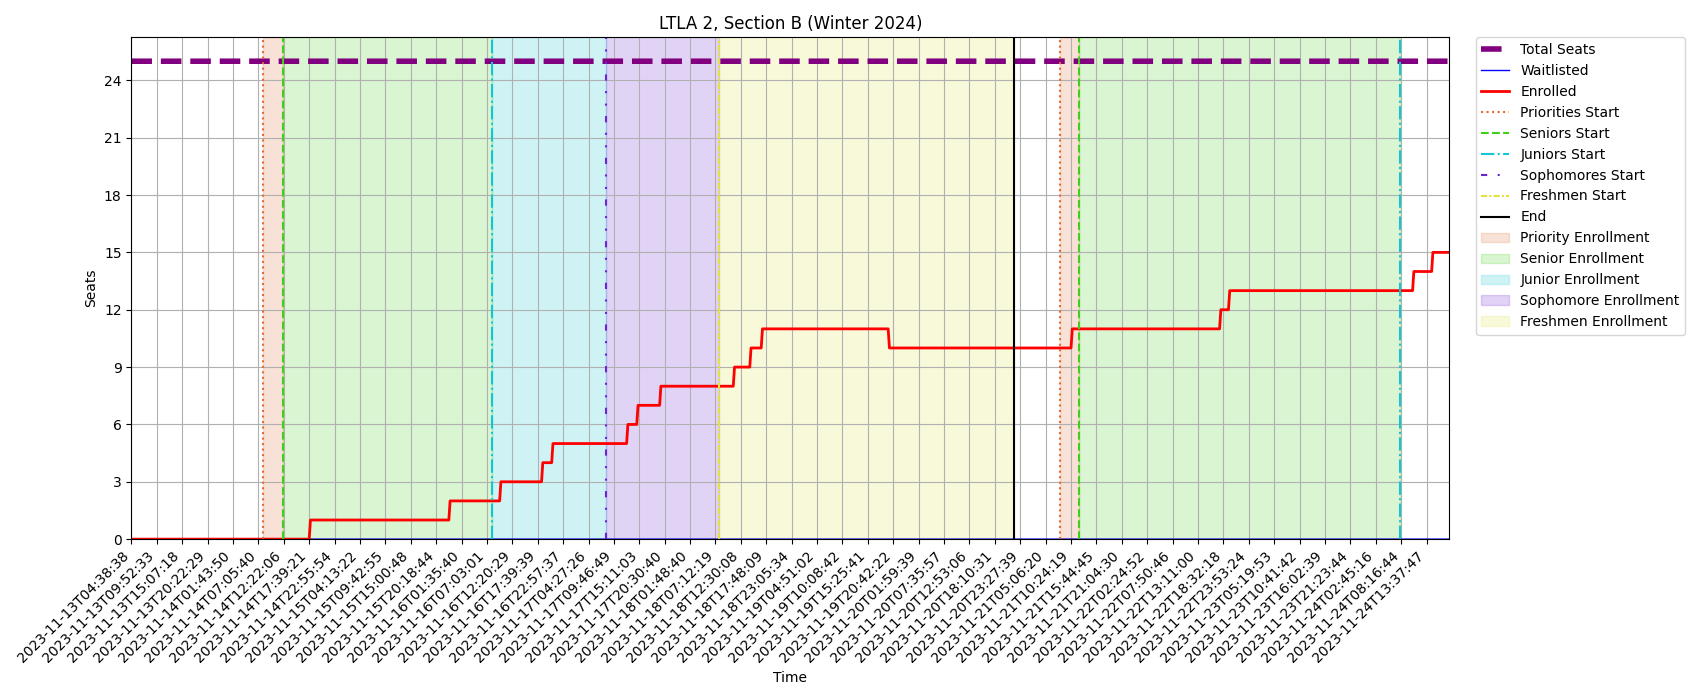 LTLA 2, Section B (Winter 2024)
Seats
24
21
18
15
12
9
6
3
0
2023-11-13T04:38:38
2023-11-13T09:52:33
2023-11-13T15:07:18
2023-11-13T20:22:29
2023-11-14T01:43:50
2023-11-14T07:05:40
2023-11-14T12:22:06
2023-11-14T17:39:21
2023-11-14T22:55:54
2023-11-15T04:13:22
2023-11-15T09:42:55
2023-11-15T15:00:48
2023-11-15T20:18:44
2023-11-16T01:35:40
2023-11-16T07:03:01
2023-11-16T12:20:29
2023-11-16T17:39:39
2023-11-16T22:57:37
2023-11-17T04:27:26
2023-11-17T09:46:49
2023-11-17T15:11:03
2023-11-17T20:30:40
2023-11-18T01:48:40
2023-11-18T07:12:19
2023-11-18T12:30:08
2023-11-18T17:48:09
2023-11-18T23:05:34
2023-11-19T04:51:02
2023-11-19T10:08:42
2023-11-19T15:25:41
2023-11-19T20:42:22
2023-11-20T01:59:39
2023-11-20T07:35:57
2023-11-20T12:53:06
2023-11-20T18:10:31
2023-11-20T23:27:39
2023-11-21T05:06:20
2023-11-21T10:24:19
2023-11-21T15:44:45
2023-11-21T21:04:30
2023-11-22T02:24:52
2023-11-22T07:50:46
2023-11-22T13:11:00
2023-11-22T18:32:18
2023-11-22T23:53:24
2023-11-23T05:19:53
2023-11-23T10:41:42
2023-11-23T16:02:39
2023-11-23T21:23:44
2023-11-24T02:45:16
2023-11-24T08:16:44
2023-11-24T13:37:47
Time
Total Seats
Waitlisted
Enrolled
Priorities Start
Seniors Start
Juniors Start
Sophomores Start
Freshmen Start
End
Priority Enrollment
Senior Enrollment
Junior Enrollment
Sophomore Enrollment
Freshmen Enrollment